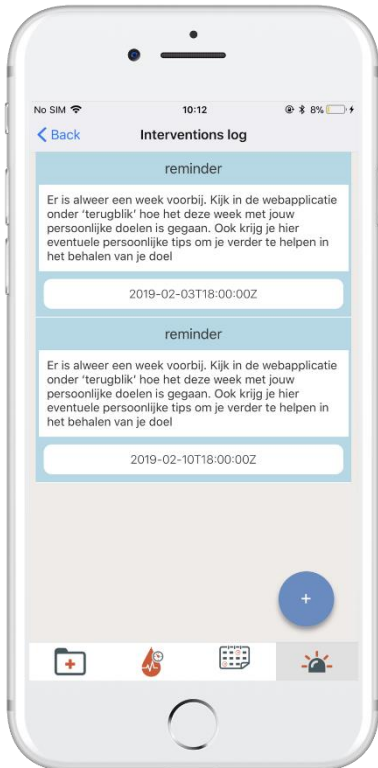 No SIM 10:12 8%
Back Interventions log
reminder
Er is alweer een week voorbij. Kijk in de webapplicatie
onder ‘terugblik’ hoe het deze week met jouw
persoonlijke doelen is gegaan. Ook krijg je hier
eventuele persoonlijke tips om je verder te helpen in
het behalen van je doel
2019-02-03T18:00:00Z
reminder
Er is alweer een week voorbij. Kijk in de webapplicatie
onder ‘terugblik’ hoe het deze week met jouw
persoonlijke doelen is gegaan. Ook krijg je hier
eventuele persoonlijke tips om je verder te helpen in
het behalen van je doel
2019-02-10T18:00:00Z
+